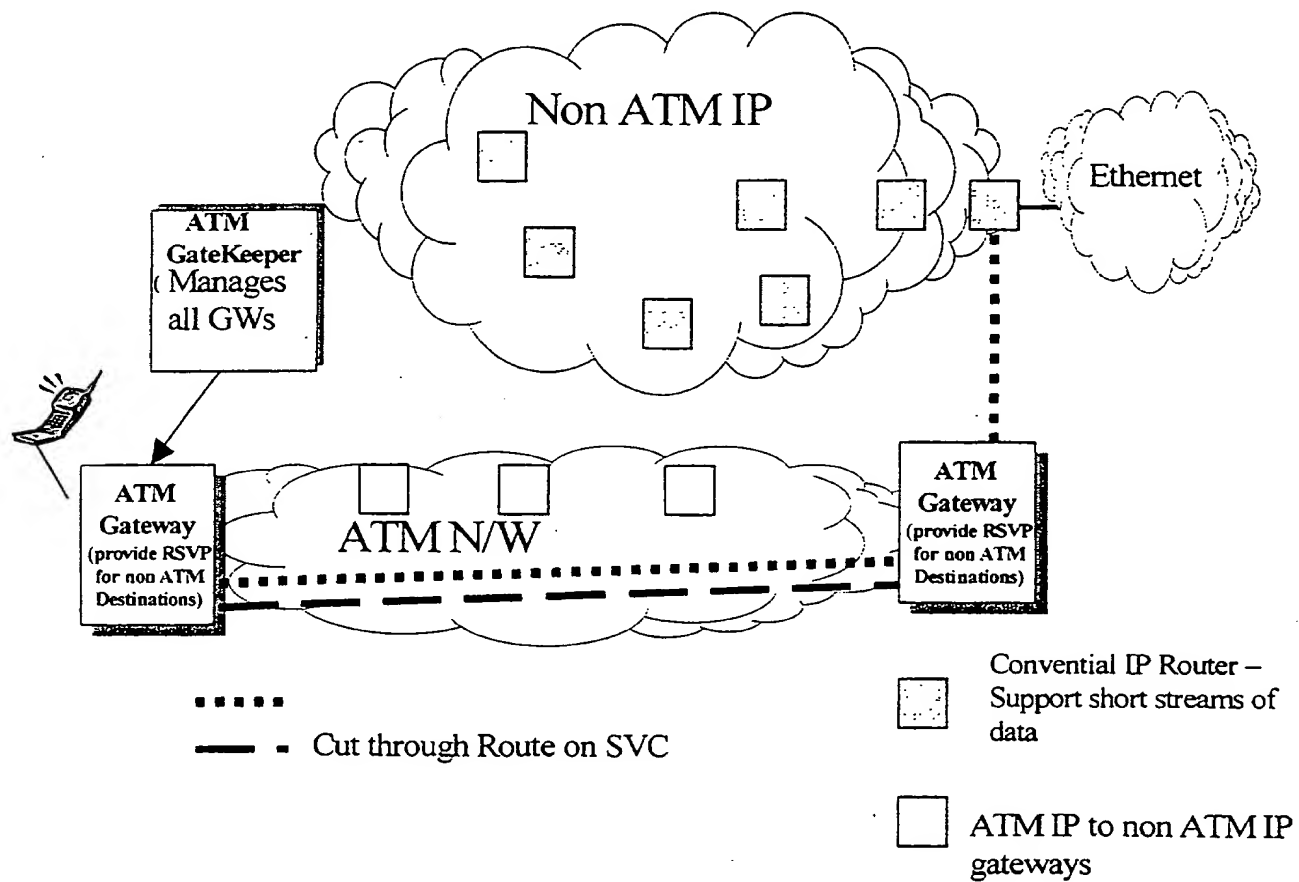 Non ATM IP
Ethernet
ATM
GateKeeper
( Manages
all GWs
ATM
Gateway
(provide RSVP
for non ATM
Destinations)
ATM N/W
ATM
Gateway
(provide RSVP
for non ATM
Destinations)
Cut through Route on SVC
Convential IP Router –
Support short streams of
data
ATM IP to non ATM IP
gateways